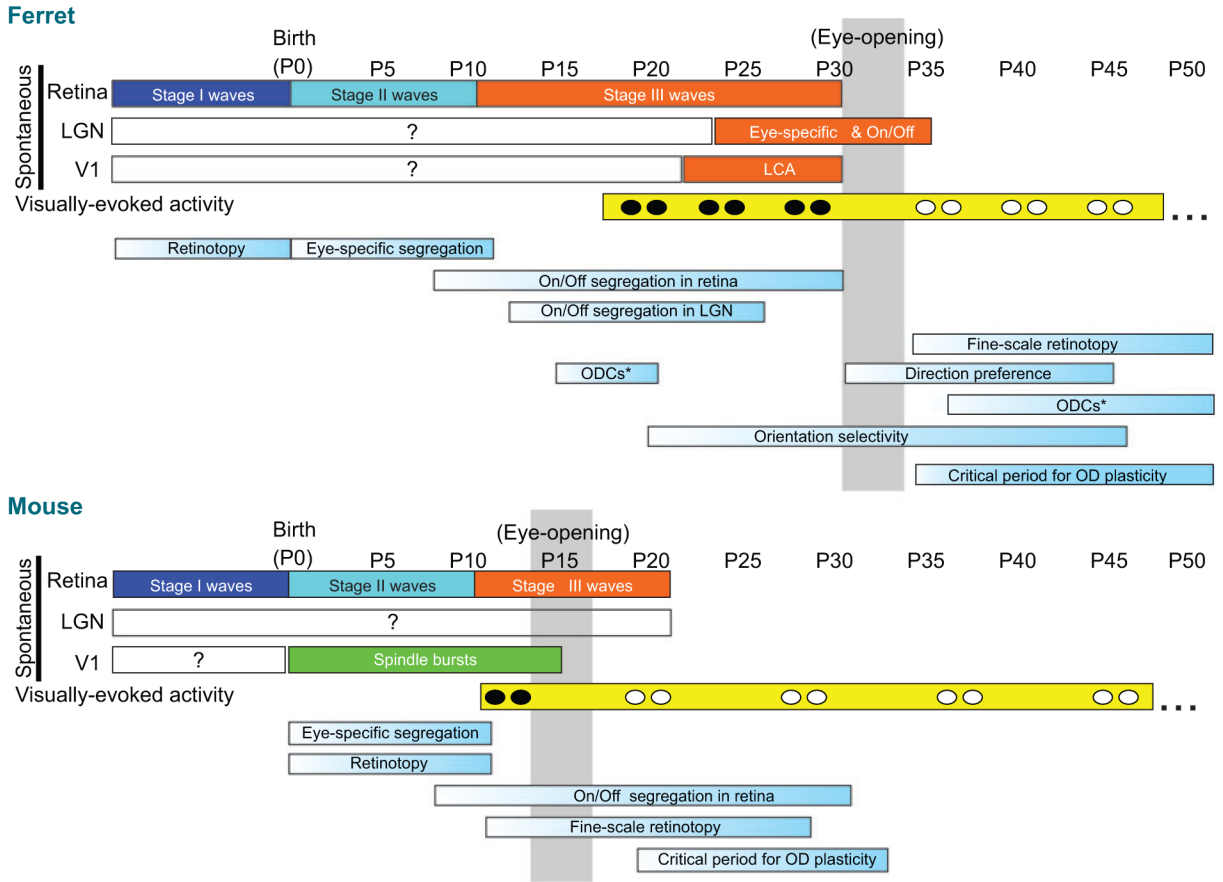 Ferret
Birth
(P0) P5 P10 P15 P20 P25 P30 P35 P40 P45 P50
(Eye-opening)
Spontaneous
Retina Stage I waves Stage II waves Stage III waves
LGN ? Eye-specific & On/Off
V1 ? LCA
Visually-evoked activity ...
Retinotopy Eye-specific segregation
On/Off segregation in retina
On/Off segregation in LGN
Fine-scale retinotopy
ODCs* Direction preference
ODCs*
Orientation selectivity
Critical period for OD plasticity
Mouse
Birth
(P0) P5 P10 P15 P20 P25 P30 P35 P40 P45 P50
(Eye-opening)
Spontaneous
Retina Stage I waves Stage II waves Stage III waves
LGN ?
V1 ? Spindle bursts
Visually-evoked activity ...
Eye-specific segregation
Retinotopy
On/Off segregation in retina
Fine-scale retinotopy
Critical period for OD plasticity